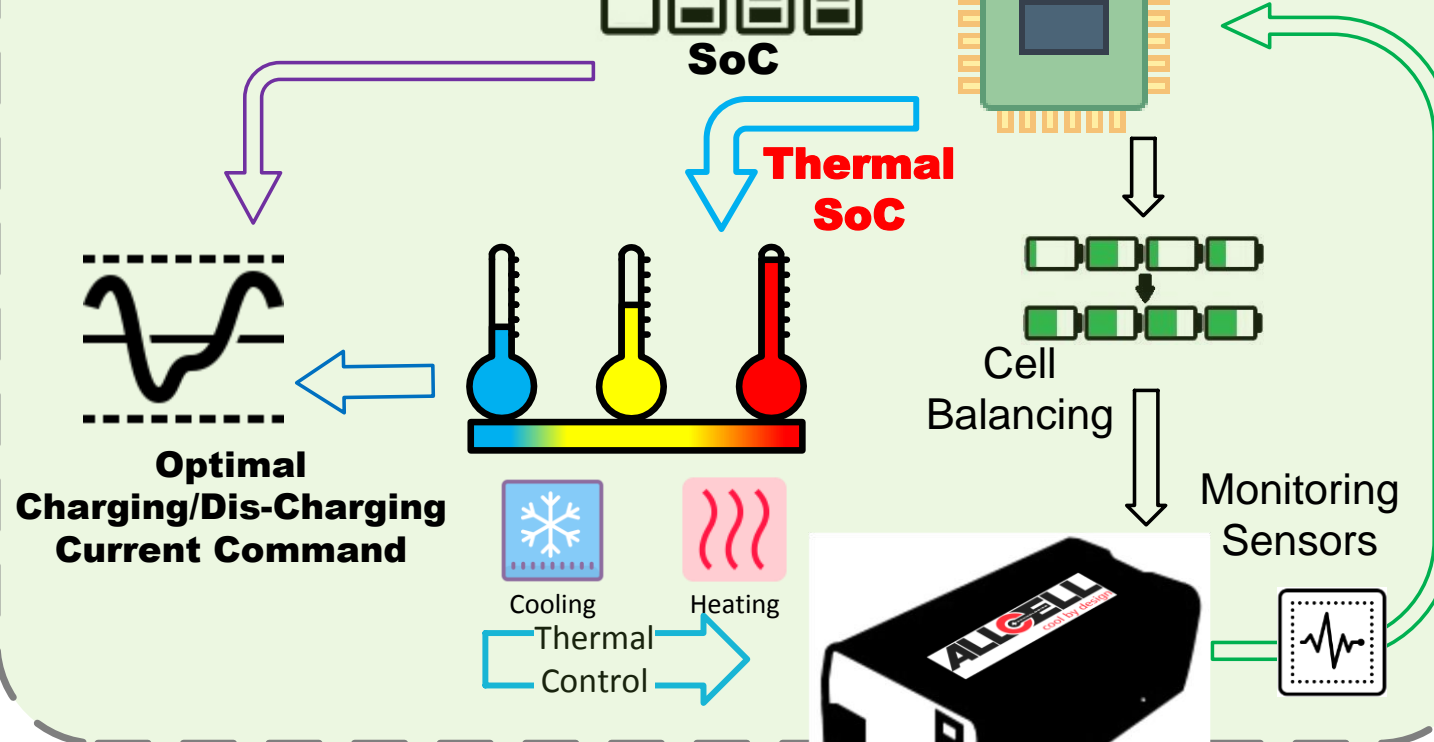 SoC
Thermal
SoC
Cell
Balancing
Optimal
Charging/Dis-Charging
Current Command
Monitoring
Sensors
Cooling
Heating
Thermal
Control
ALLCELL
cool by design